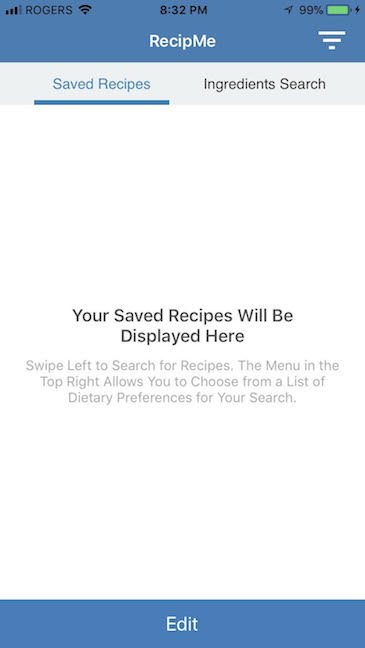 ROGERS 8:32 PM 99%
RecipMe
Saved Recipes Ingredients Search
Your Saved Recipes Will Be
Displayed Here
Swipe Left to Search for Recipes. The Menu in the
Top Right Allows You to Choose from a List of
Dietary Preferences for Your Search.
Edit